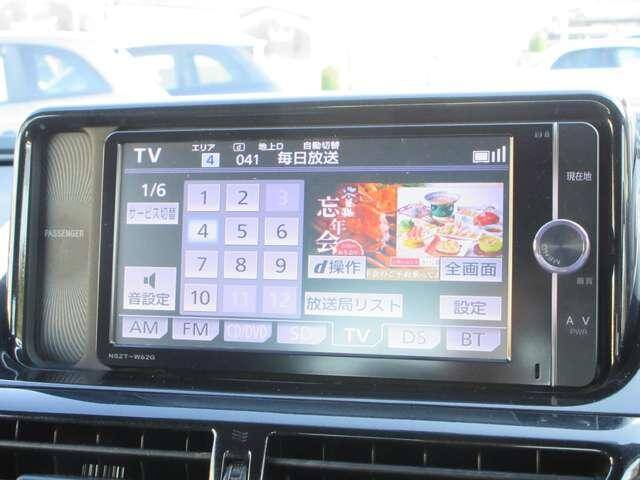 TV
エリア 4
d 地上D 自動切替
041 毎日放送
1/6
サービス切替
音設定
1 2 3
4 5 6
7 8 9
10 11 12
忘年会
d操作
全画面
放送局リスト
設定
AM FM CD/DVD SD TV DS BT
NSZT-W62G
PASSENGER
現在地
画質
AV
PWR